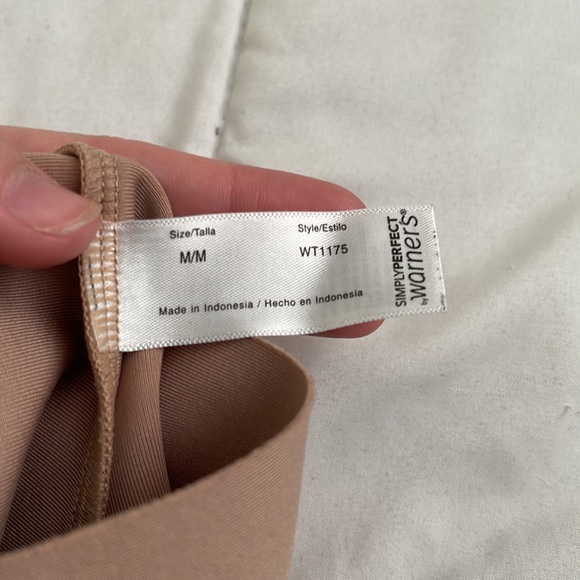 Size/Talla
M/M
Style/Estilo
WT1175
Made in Indonesia / Hecho en Indonesia
SIMPLYPERFECT
by warner's®